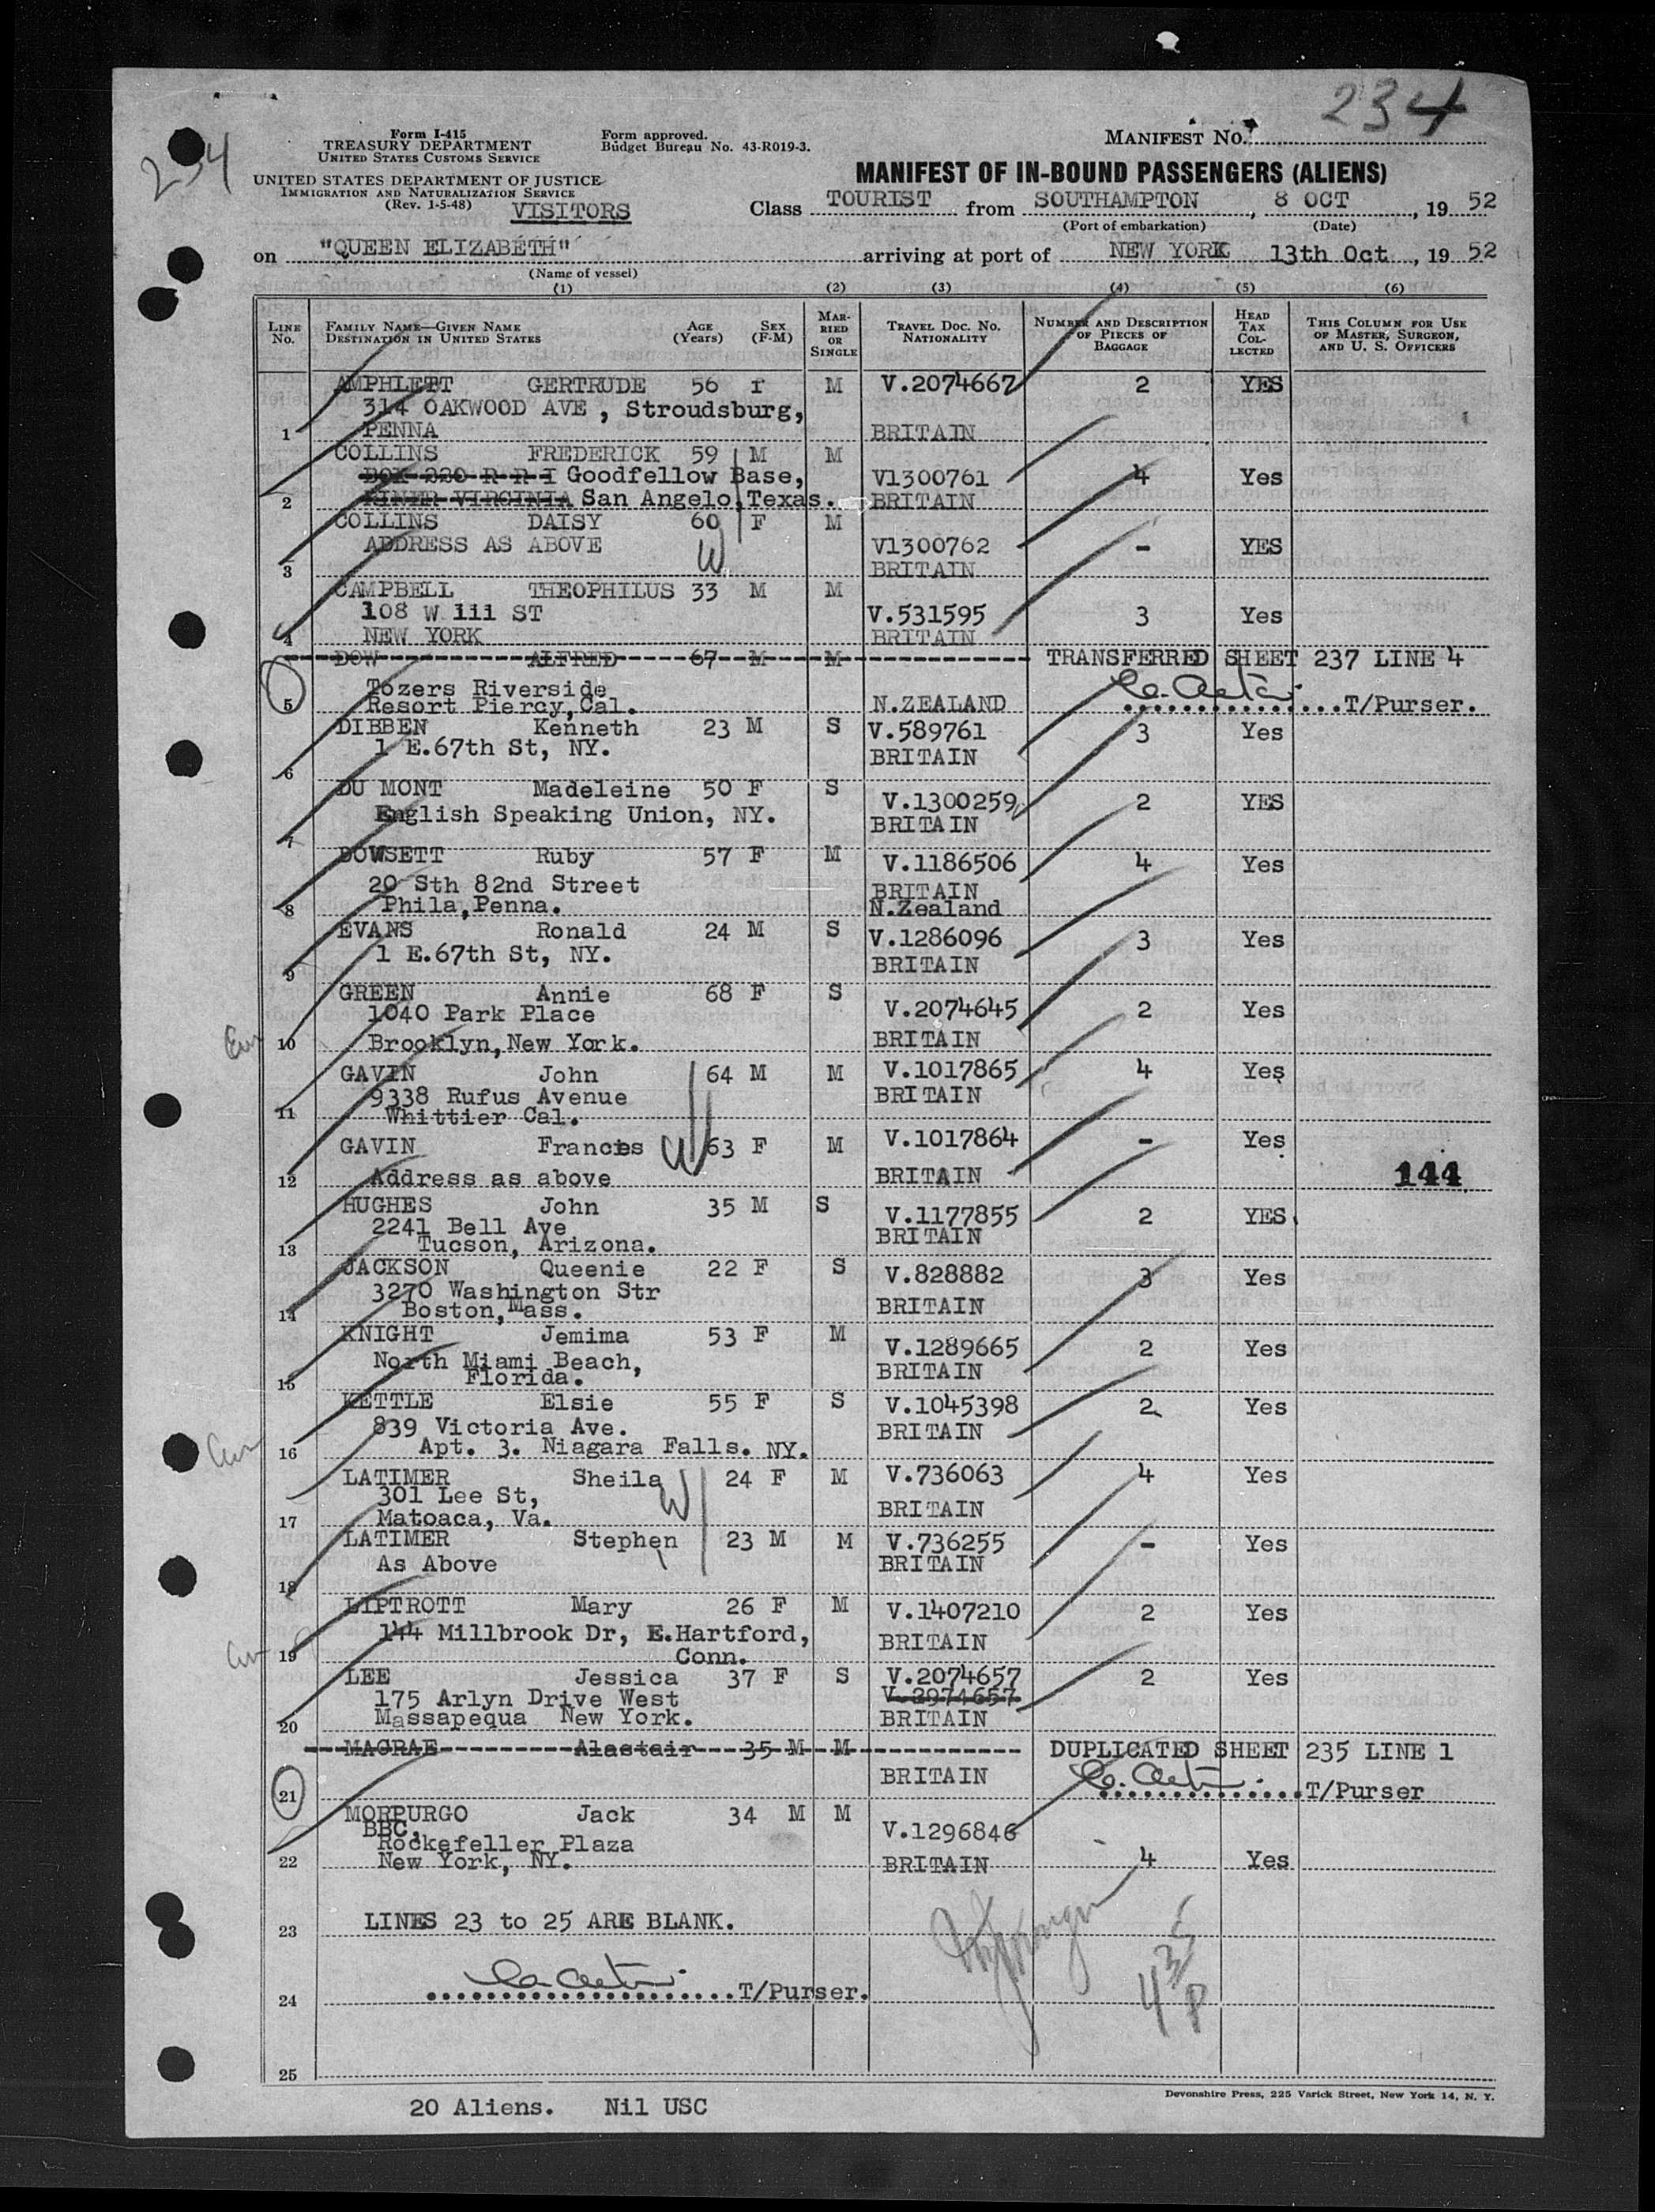 234
234
Form I-415
TREASURY DEPARTMENT
UNITED STATES CUSTOMS SERVICE
Form approved.
Budget Bureau No. 43-R019-3.
MANIFEST No.
UNITED STATES DEPARTMENT OF JUSTICE
IMMIGRATION AND NATURALIZATION SERVICE
(Rev. 1-5-48)
VISITORS
MANIFEST OF IN-BOUND PASSENGERS (ALIENS)
Class TOURIST from SOUTHAMPTON, 8 OCT, 19 52
(Port of embarkation) (Date)
on "QUEEN ELIZABETH" arriving at port of NEW YORK 13th Oct, 19 52
(Name of vessel)
(1) (2) (3) (4) (5) (6)
LINE No. FAMILY NAME—GIVEN NAME DESTINATION IN UNITED STATES AGE (Years) SEX (F-M) MARRIED OR SINGLE TRAVEL DOC. NO. NATIONALITY NUMBER AND DESCRIPTION OF PIECES OF BAGGAGE HEAD TAX COLLECTED THIS COLUMN FOR USE OF MASTER, SURGEON, AND U. S. OFFICERS
AMPHLETT GERTRUDE 56 F M V.2074667 2 YES
314 OAKWOOD AVE , Stroudsburg,
1 PENNA BRITAIN
COLLINS FREDERICK 59 M M
BOX 220 R R I Goodfellow Base, V1300761 4 Yes
2 RINER VIRGINIA San Angelo, Texas. BRITAIN
COLLINS DAISY 60 F M
ADDRESS AS ABOVE V1300762 - YES
W
3 BRITAIN
CAMPBELL THEOPHILUS 33 M M
108 W 111 ST V.531595 3 Yes
4 NEW YORK BRITAIN
DOW ALFRED 67 M M TRANSFERRED SHEET 237 LINE 4
Tozers Riverside
5 Resort Piercy, Cal. N.ZEALAND T/Purser.
DIBBEN Kenneth 23 M S V.589761 3 Yes
1 E.67th St, NY. BRITAIN
6
DU MONT Madeleine 50 F S V.1300259 2 YES
English Speaking Union, NY. BRITAIN
7
DOWSETT Ruby 57 F M V.1186506 4 Yes
20 Sth 82nd Street BRITAIN
8 Phila, Penna. N.Zealand
EVANS Ronald 24 M S V.1286096 3 Yes
1 E.67th St, NY. BRITAIN
9
GREEN Annie 68 F S V.2074645 2 Yes
1040 Park Place
10 Brooklyn, New York. BRITAIN
GAVIN John 64 M M V.1017865 4 Yes
9338 Rufus Avenue BRITAIN
11 Whittier Cal.
GAVIN Frances W 63 F M V.1017864 - Yes
12 Address as above BRITAIN 144
HUGHES John 35 M S V.1177855 2 YES
2241 Bell Ave BRITAIN
13 Tucson, Arizona.
JACKSON Queenie 22 F S V.828882 3 Yes
3270 Washington Str BRITAIN
14 Boston, Mass.
KNIGHT Jemima 53 F M V.1289665 2 Yes
North Miami Beach, BRITAIN
15 Florida.
KETTLE Elsie 55 F S V.1045398 2 Yes
839 Victoria Ave. BRITAIN
16 Apt. 3. Niagara Falls. NY.
LATIMER Sheila W 24 F M V.736063 4 Yes
301 Lee St, BRITAIN
17 Matoaca, Va.
LATIMER Stephen 23 M M V.736255 - Yes
As Above BRITAIN
18
LIPTROTT Mary 26 F M V.1407210 2 Yes
144 Millbrook Dr, E.Hartford, BRITAIN
19 Conn.
LEE Jessica 37 F S V.2074657 2 Yes
175 Arlyn Drive West V.2974657
20 Massapequa New York. BRITAIN
MAGRAE Alastair 35 M M DUPLICATED SHEET 235 LINE 1
BRITAIN
21 T/Purser
MORPURGO Jack 34 M M V.1296846
BBC,
Rockefeller Plaza
22 New York, NY. BRITAIN 4 Yes
23 LINES 23 to 25 ARE BLANK.
24 T/Purser.
435
P
25
Devonshire Press, 225 Varick Street, New York 14, N. Y.
20 Aliens. Nil USC